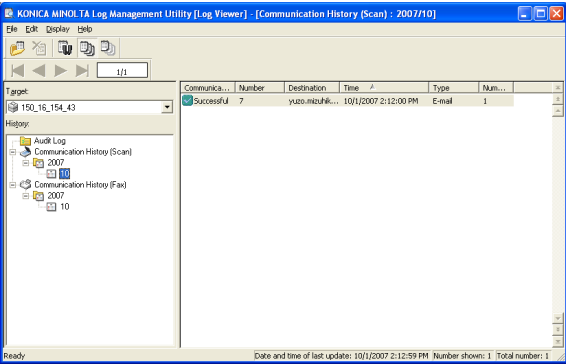 KONICA MINOLTA Log Management Utility [Log Viewer] - [Communication History (Scan) : 2007/10]
File Edit Display Help
1/1
Target:
150_16_154_43
History:
Audit Log
Communication History (Scan)
2007
10
Communication History (Fax)
2007
10
Communica... Number Destination Time Type Num...
Successful 7 yuzo.mizuhik... 10/1/2007 2:12:00 PM E-mail 1
Ready Date and time of last update: 10/1/2007 2:12:59 PM Number shown: 1 Total number: 1